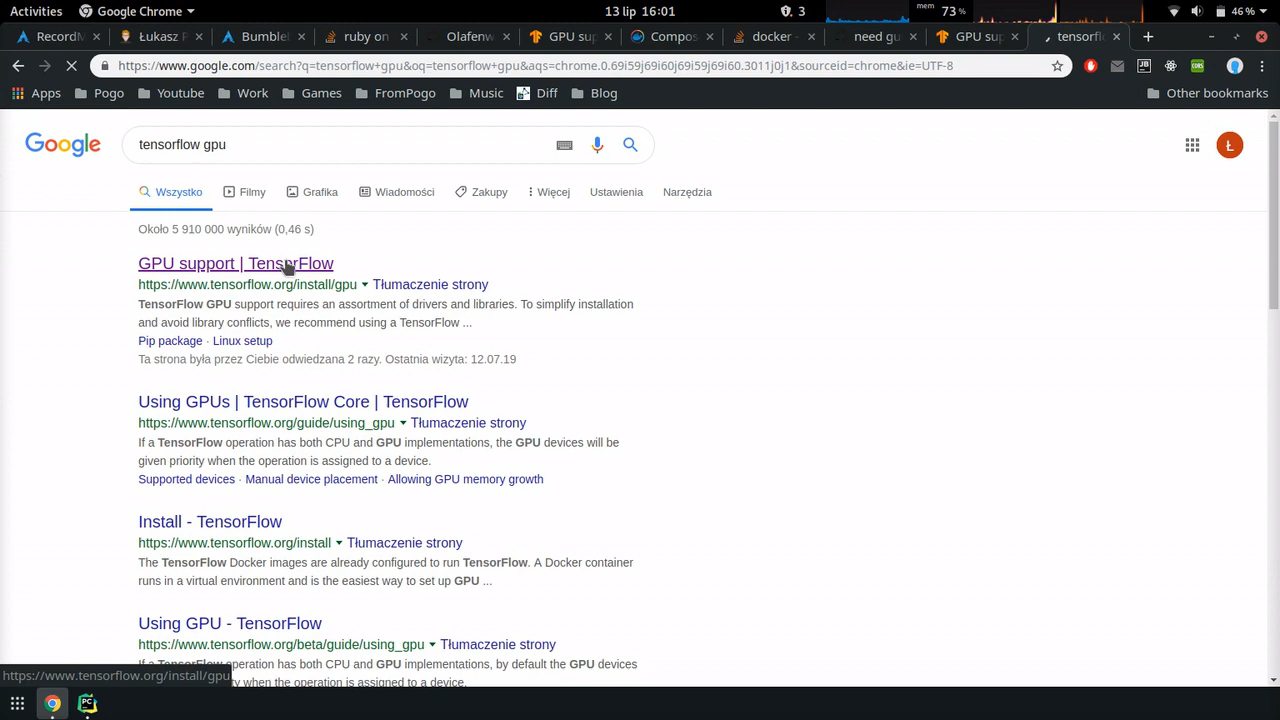 Activities Google Chrome 13 lip 16:01 3 mem 73 % 46 %
RecordM Łukasz P Bumbleb ruby on Olafenw GPU sup Compos docker - need gu GPU sup tensorfl
https://www.google.com/search?q=tensorflow+gpu&oq=tensorflow+gpu&aqs=chrome.0.69i59j69i60j69i59j69i60.3011j0j1&sourceid=chrome&ie=UTF-8
Apps Pogo Youtube Work Games FromPogo Music Diff Blog Other bookmarks
Google tensorflow gpu Ł
Wszystko Filmy Grafika Wiadomości Zakupy Więcej Ustawienia Narzędzia
Około 5 910 000 wyników (0,46 s)
GPU support | TensorFlow
https://www.tensorflow.org/install/gpu Tłumaczenie strony
TensorFlow GPU support requires an assortment of drivers and libraries. To simplify installation
and avoid library conflicts, we recommend using a TensorFlow ...
Pip package · Linux setup
Ta strona była przez Ciebie odwiedzana 2 razy. Ostatnia wizyta: 12.07.19
Using GPUs | TensorFlow Core | TensorFlow
https://www.tensorflow.org/guide/using_gpu Tłumaczenie strony
If a TensorFlow operation has both CPU and GPU implementations, the GPU devices will be
given priority when the operation is assigned to a device.
Supported devices · Manual device placement · Allowing GPU memory growth
Install - TensorFlow
https://www.tensorflow.org/install Tłumaczenie strony
The TensorFlow Docker images are already configured to run TensorFlow. A Docker container
runs in a virtual environment and is the easiest way to set up GPU ...
Using GPU - TensorFlow
https://www.tensorflow.org/beta/guide/using_gpu Tłumaczenie strony
If a TensorFlow operation has both CPU and GPU implementations, by default the GPU devices
https://www.tensorflow.org/install/gpu y when the operation is assigned to a device.